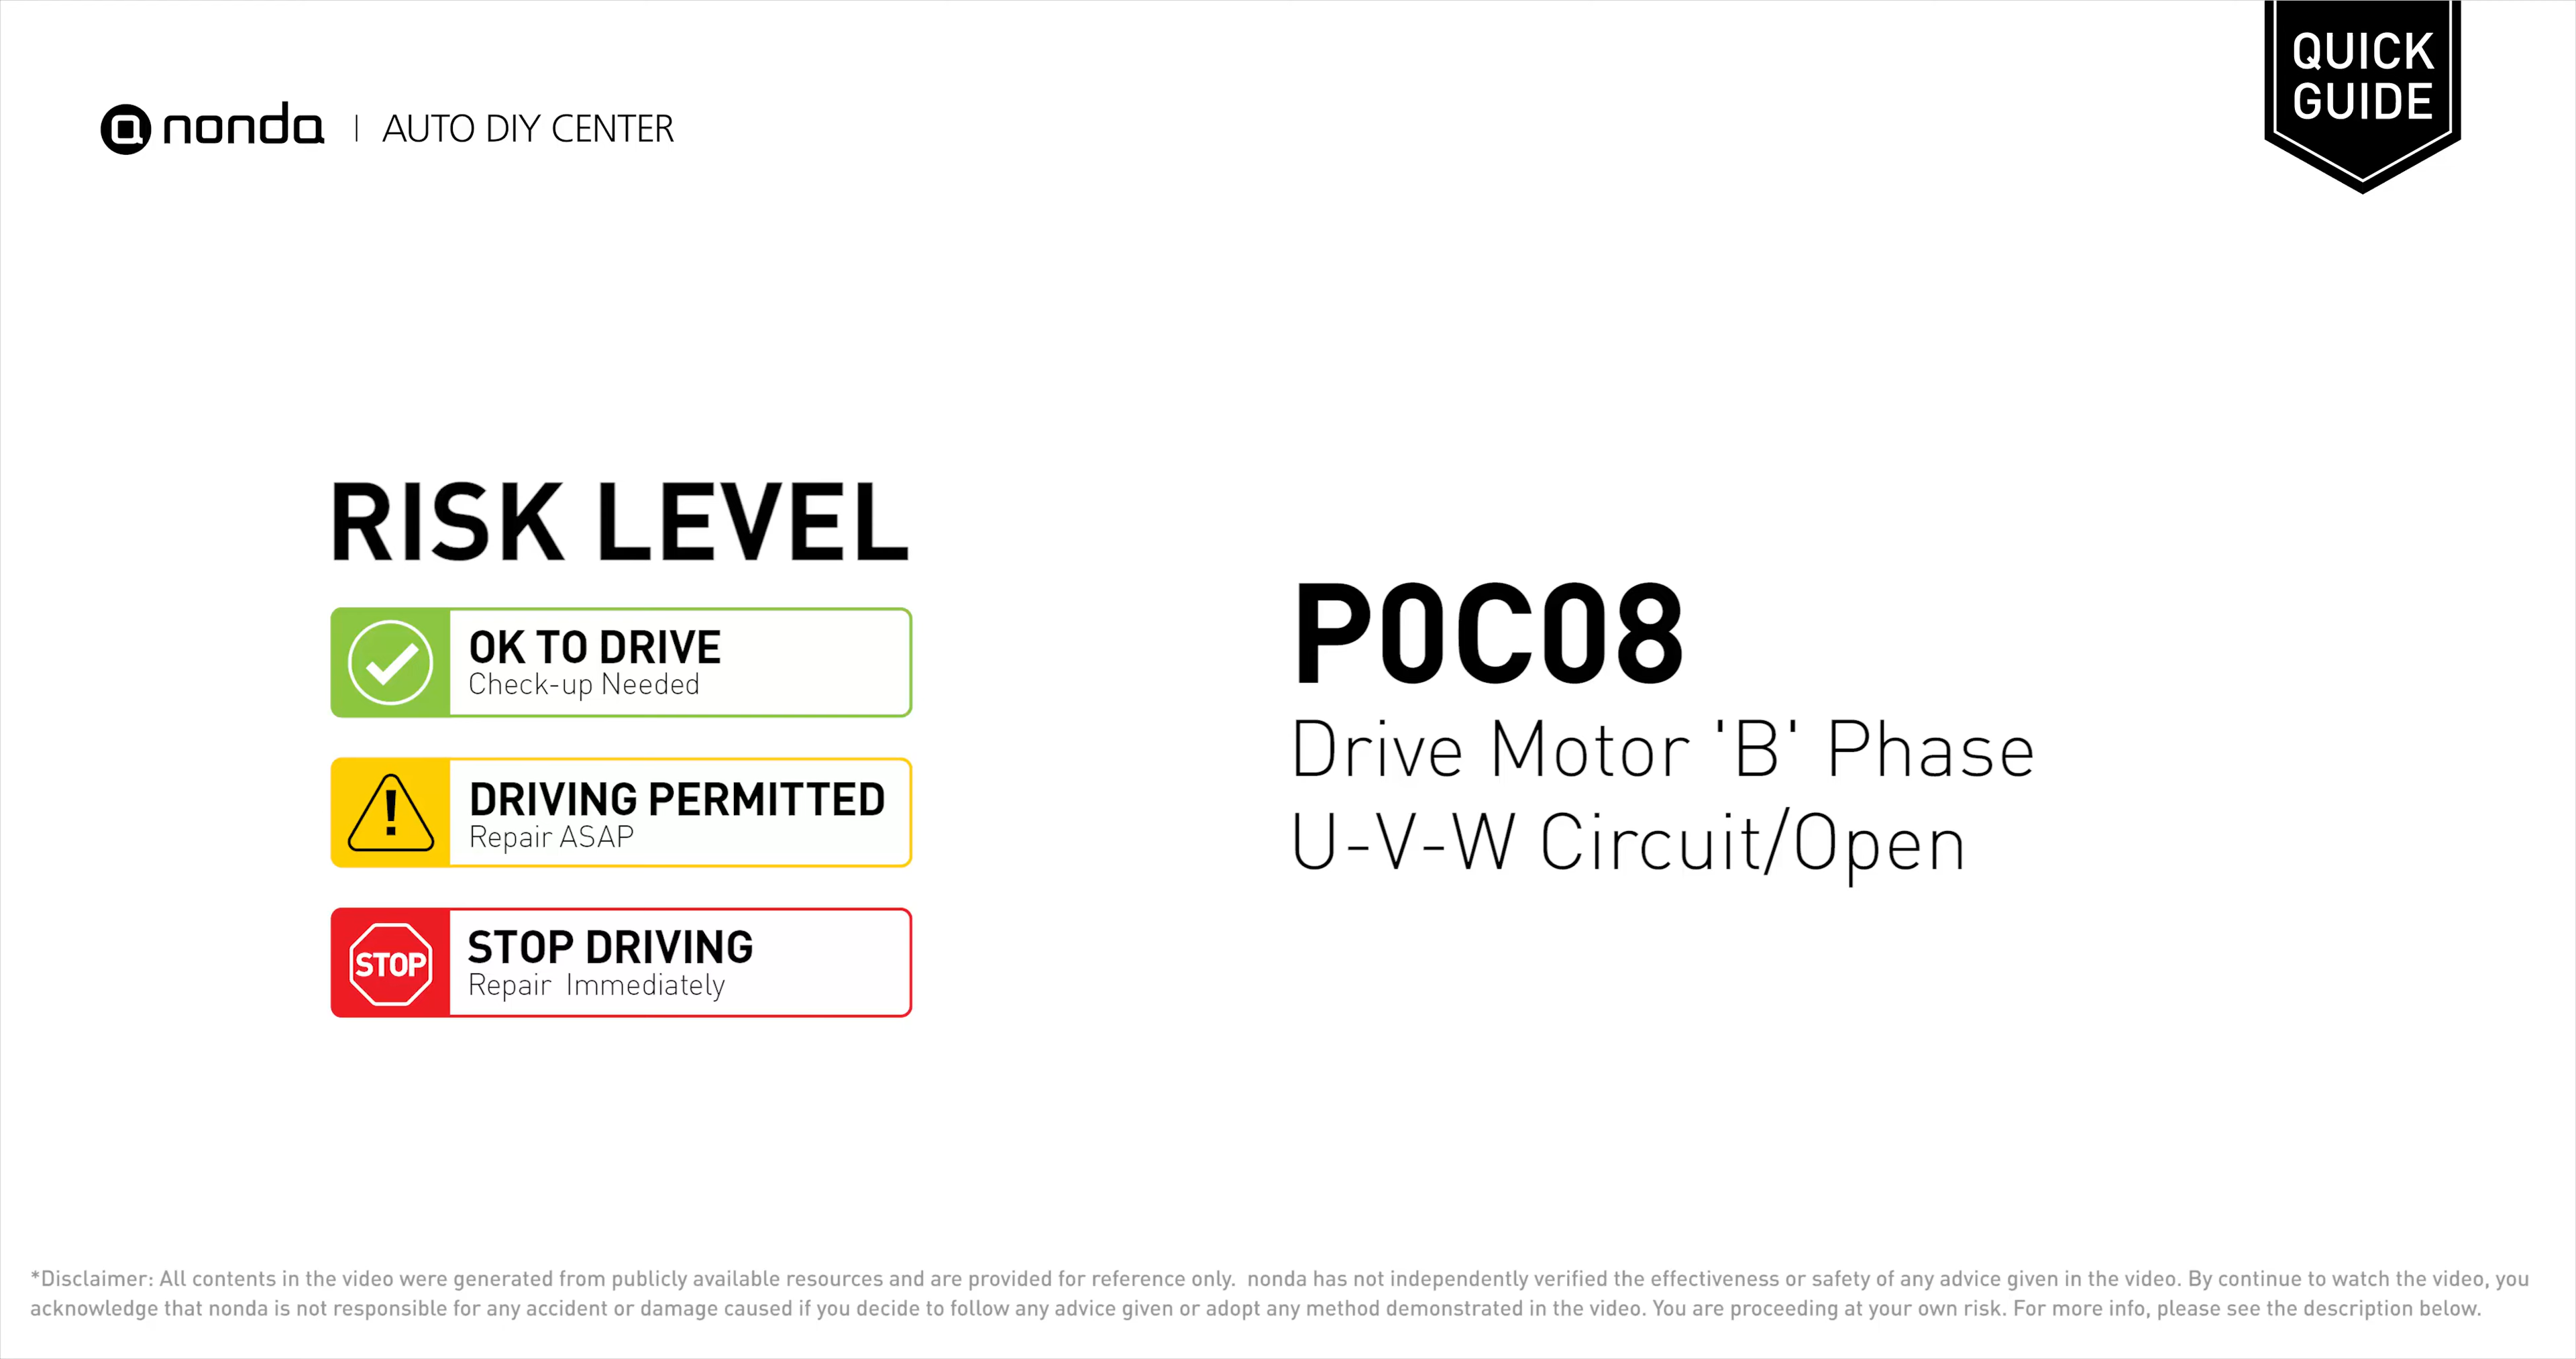 nonda | AUTO DIY CENTER
QUICK
GUIDE
RISK LEVEL
OK TO DRIVE
Check-up Needed
DRIVING PERMITTED
Repair ASAP
STOP
STOP DRIVING
Repair Immediately
P0C08
Drive Motor 'B' Phase
U-V-W Circuit/Open
*Disclaimer: All contents in the video were generated from publicly available resources and are provided for reference only. nonda has not independently verified the effectiveness or safety of any advice given in the video. By continue to watch the video, you
acknowledge that nonda is not responsible for any accident or damage caused if you decide to follow any advice given or adopt any method demonstrated in the video. You are proceeding at your own risk. For more info, please see the description below.